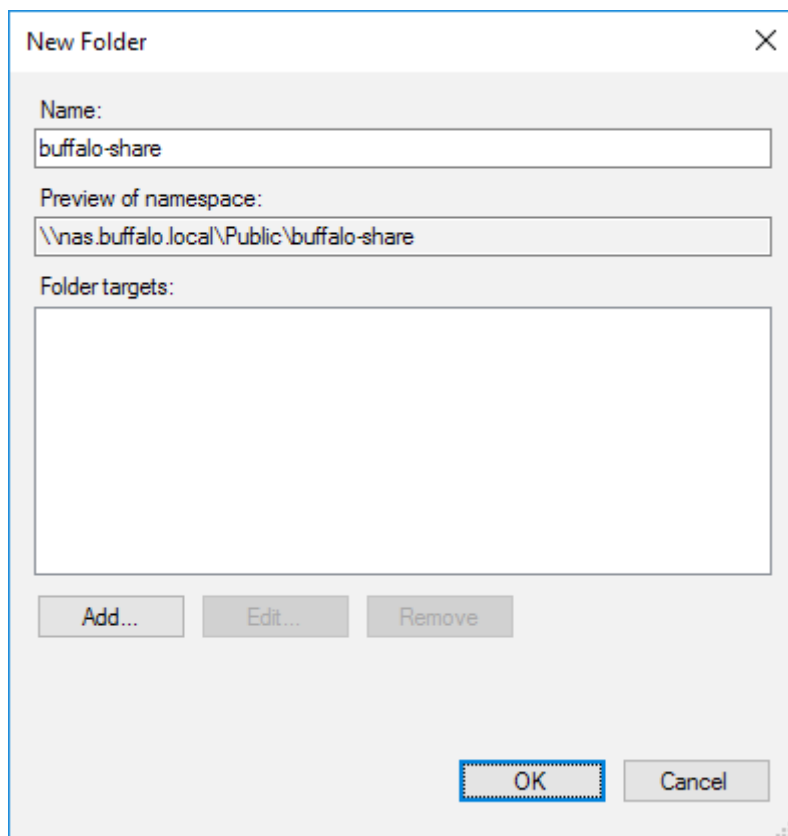 New Folder
Name:
buffalo-share
Preview of namespace:
\\nas.buffalo.local\Public\buffalo-share
Folder targets:
Add... Edit... Remove
OK Cancel